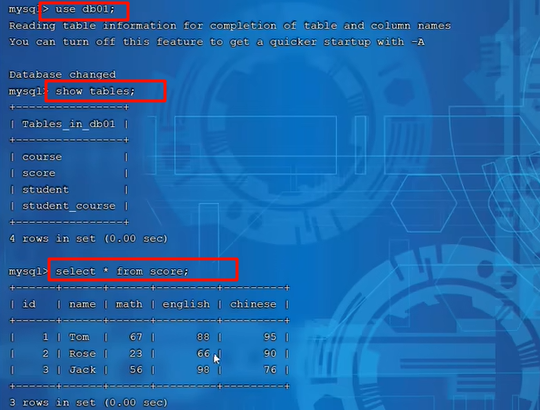 mysql> use db01;
Reading table information for completion of table and column names
You can turn off this feature to get a quicker startup with -A
Database changed
mysql> show tables;
+----------------+
| Tables_in_db01 |
+----------------+
| course         |
| score          |
| student        |
| student_course |
+----------------+
4 rows in set (0.00 sec)
mysql> select * from score;
+----+------+------+---------+---------+
| id | name | math | english | chinese |
+----+------+------+---------+---------+
|  1 | Tom  |   67 |      88 |      95 |
|  2 | Rose |   23 |      66 |      90 |
|  3 | Jack |   56 |      98 |      76 |
+----+------+------+---------+---------+
3 rows in set (0.00 sec)